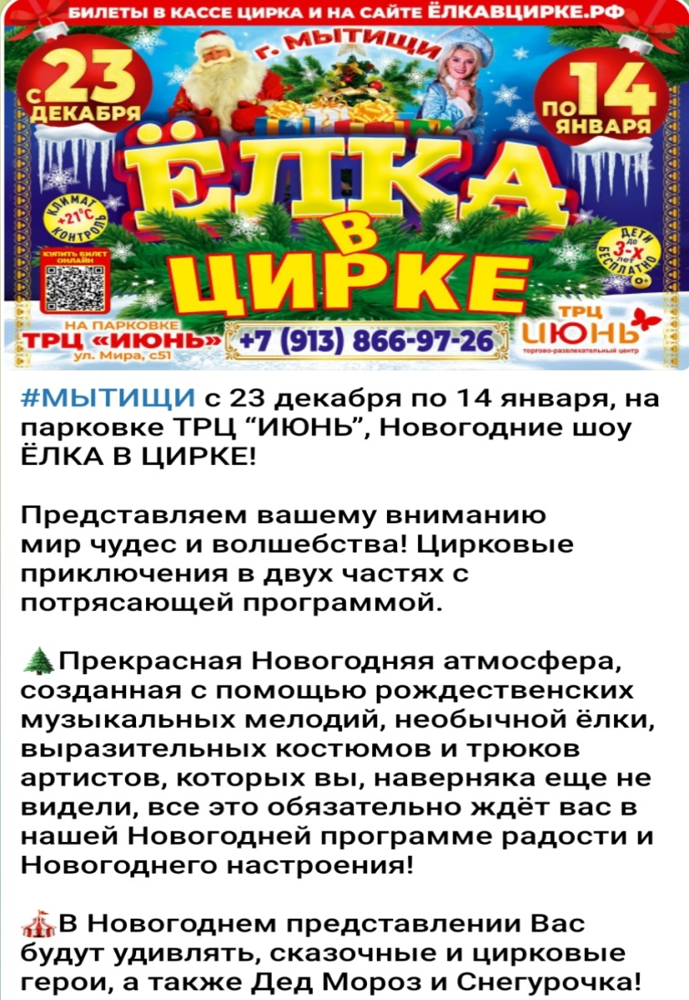 БИЛЕТЫ В КАССЕ ЦИРКА И НА САЙТЕ ЁЛКАВЦИРКЕ.РФ
г. МЫТИЩИ
С 23 ДЕКАБРЯ
ПО 14 ЯНВАРЯ
ЁЛКА
В
ЦИРКЕ
КЛИМАТ
+21°C
КОНТРОЛЬ
ДЕТИ
ДО
3-х
лет
БЕСПЛАТНО
0+
КУПИТЬ БИЛЕТ
ОНЛАЙН
НА ПАРКОВКЕ
ТРЦ «ИЮНЬ»
ул. Мира, с51
+7 (913) 866-97-26
ТРЦ
ИЮНЬ
торгово-развлекательный центр
#МЫТИЩИ с 23 декабря по 14 января, на
парковке ТРЦ “ИЮНЬ”, Новогодние шоу
ЁЛКА В ЦИРКЕ!
Представляем вашему вниманию
мир чудес и волшебства! Цирковые
приключения в двух частях с
потрясающей программой.
🌲Прекрасная Новогодняя атмосфера,
созданная с помощью рождественских
музыкальных мелодий, необычной ёлки,
выразительных костюмов и трюков
артистов, которых вы, наверняка еще не
видели, все это обязательно ждёт вас в
нашей Новогодней программе радости и
Новогоднего настроения!
🎪В Новогоднем представлении Вас
будут удивлять, сказочные и цирковые
герои, а также Дед Мороз и Снегурочка!